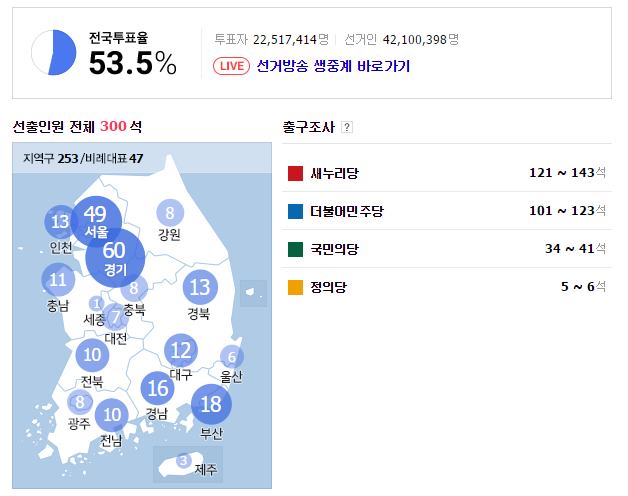 전국투표율
53.5%
투표자 22,517,414명 선거인 42,100,398명
LIVE 선거방송 생중계 바로가기
선출인원 전체 300석
지역구 253/비례대표 47
13
인천
49
서울
8
강원
60
경기
11
충남
8
충북
13
경북
1
세종
7
대전
10
전북
12
대구
6
울산
8
광주
10
전남
16
경남
18
부산
3
제주
출구조사 ?
새누리당 121 ~ 143석
더불어민주당 101 ~ 123석
국민의당 34 ~ 41석
정의당 5 ~ 6석